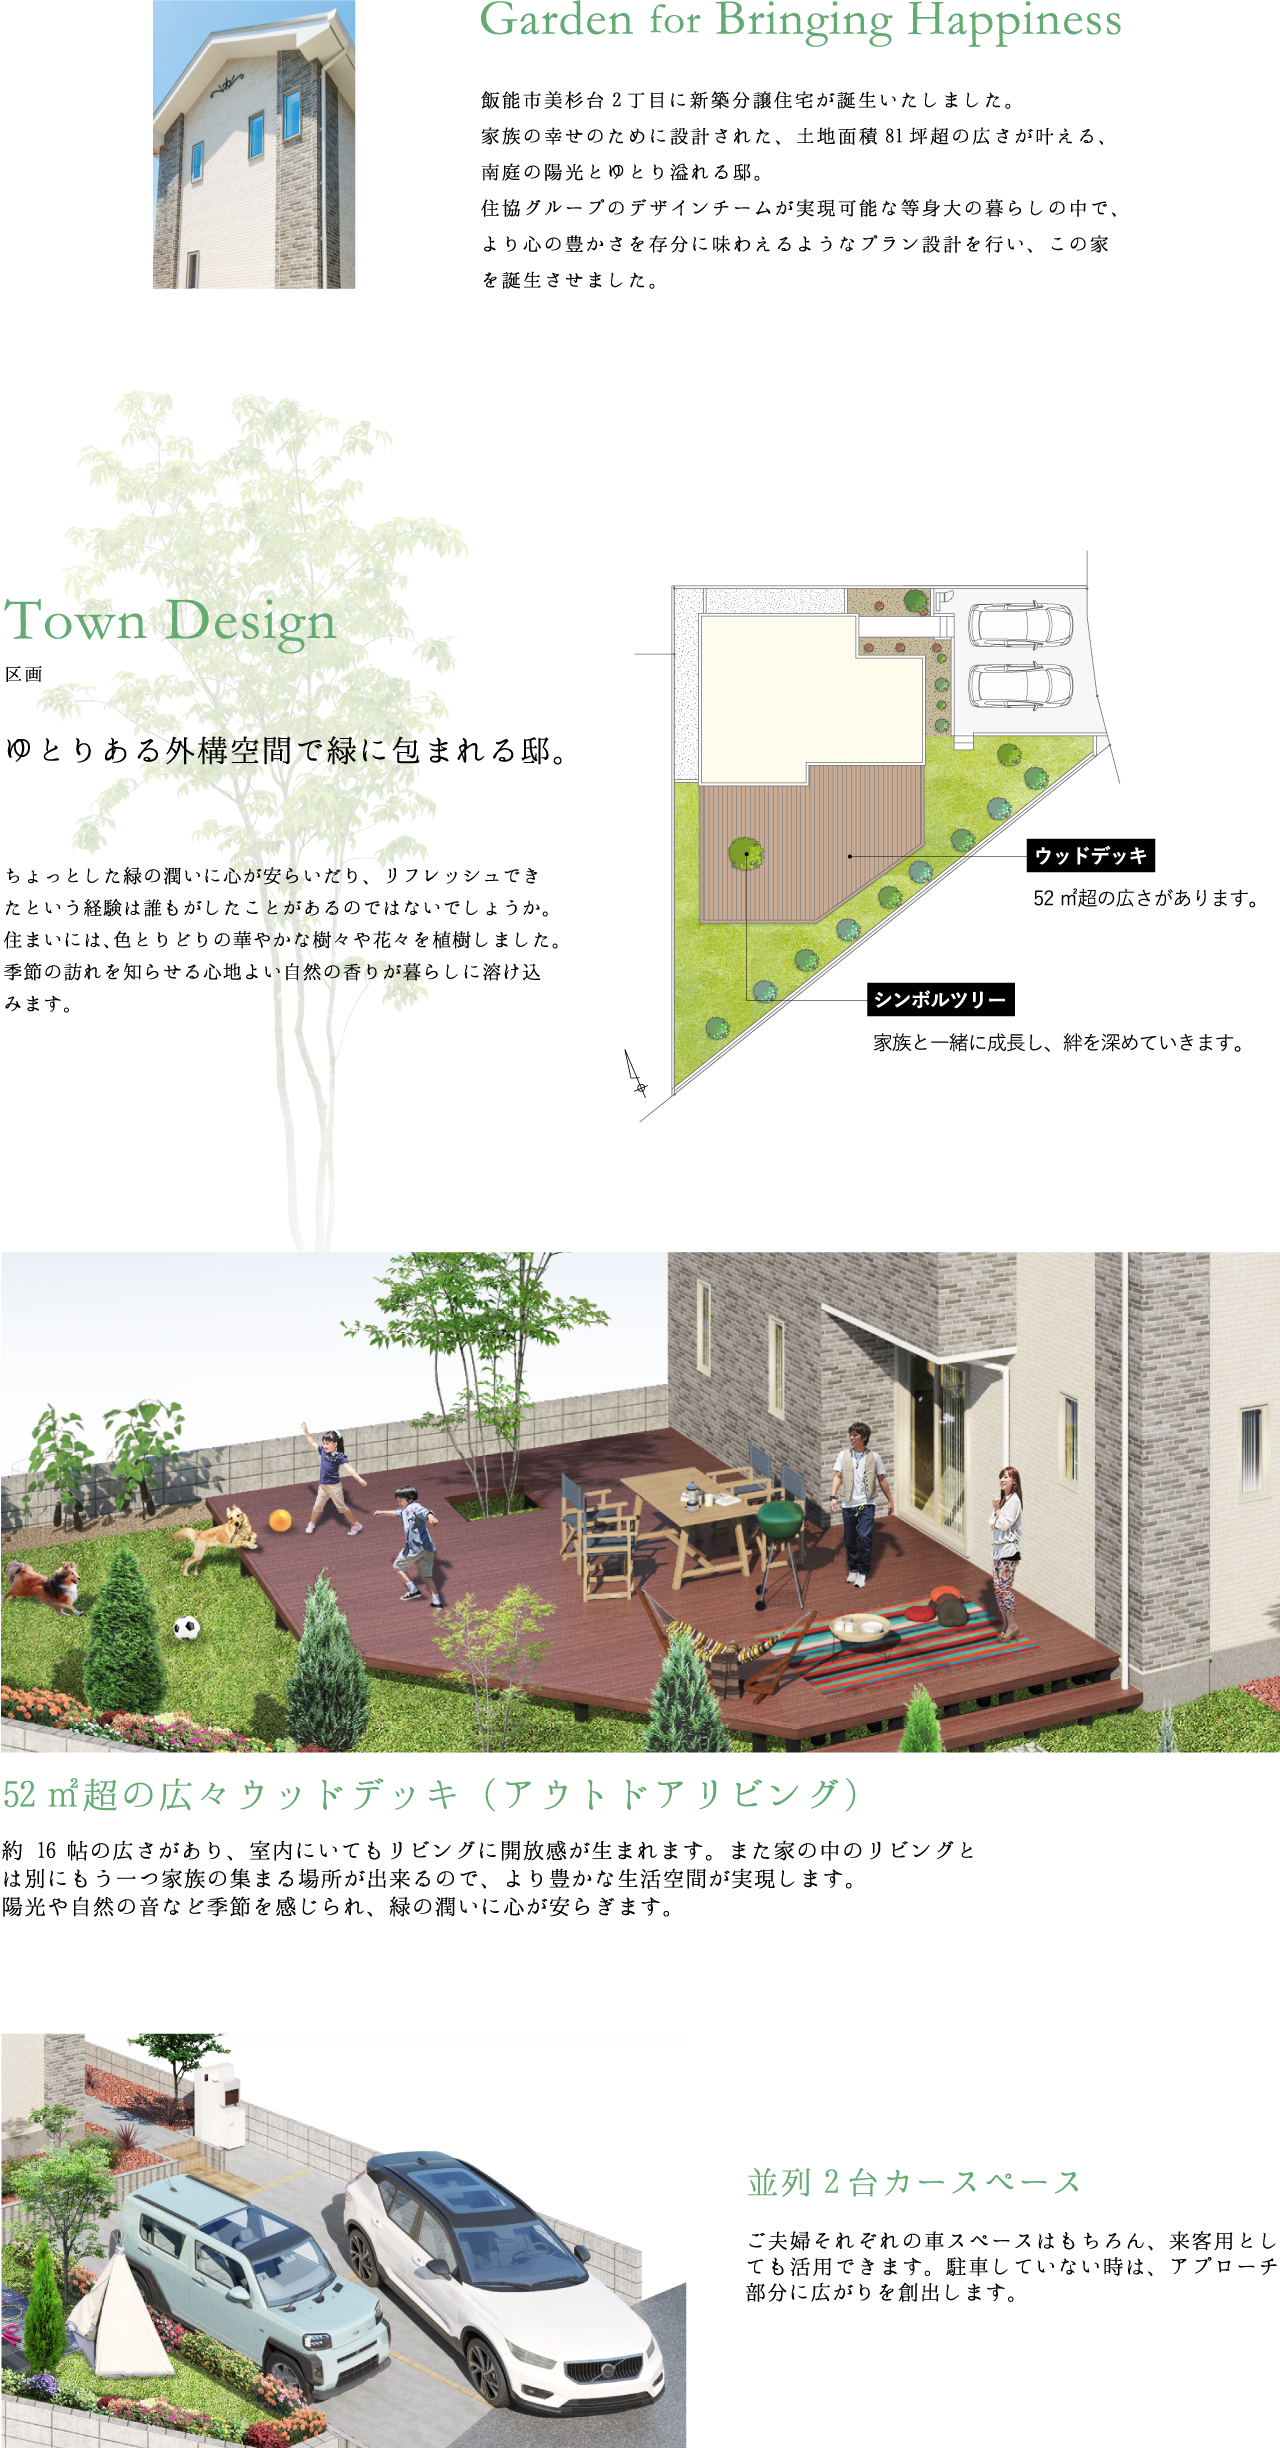 Garden for Bringing Happiness
飯能市美杉台 2 丁目に新築分譲住宅が誕生いたしました。
家族の幸せのために設計された、土地面積 81 坪超の広さが叶える、
南庭の陽光とゆとり溢れる邸。
住協グループのデザインチームが実現可能な等身大の暮らしの中で、
より心の豊かさを存分に味わえるようなプラン設計を行い、この家
を誕生させました。
Town Design
区画
ゆとりある外構空間で緑に包まれる邸。
ちょっとした緑の潤いに心が安らいだり、リフレッシュでき
たという経験は誰もがしたことがあるのではないでしょうか。
住まいには、色とりどりの華やかな樹々や花々を植樹しました。
季節の訪れを知らせる心地よい自然の香りが暮らしに溶け込
みます。
ウッドデッキ
52 ㎡超の広さがあります。
シンボルツリー
家族と一緒に成長し、絆を深めていきます。
52 ㎡超の広々ウッドデッキ（アウトドアリビング）
約 16 帖の広さがあり、室内にいてもリビングに開放感が生まれます。また家の中のリビングと
は別にもう一つ家族の集まる場所が出来るので、より豊かな生活空間が実現します。
陽光や自然の音など季節を感じられ、緑の潤いに心が安らぎます。
並列 2 台カースペース
ご夫婦それぞれの車スペースはもちろん、来客用とし
ても活用できます。駐車していない時は、アプローチ
部分に広がりを創出します。